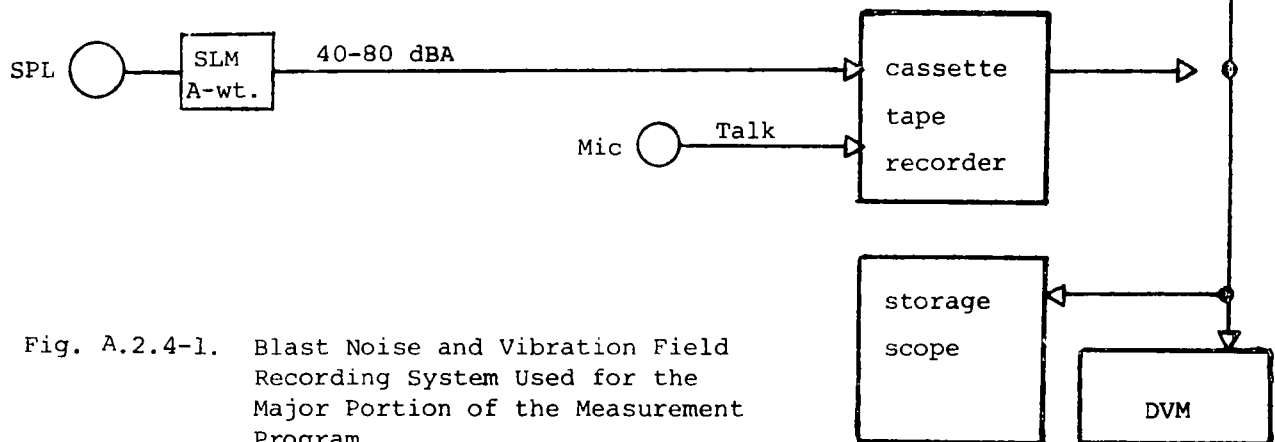 SPL
SLM
A-wt.
40-80 dBA
Mic
Talk
cassette
tape
recorder
storage
scope
DVM
Fig. A.2.4-1. Blast Noise and Vibration Field
Recording System Used for the
Major Portion of the Measurement
Program